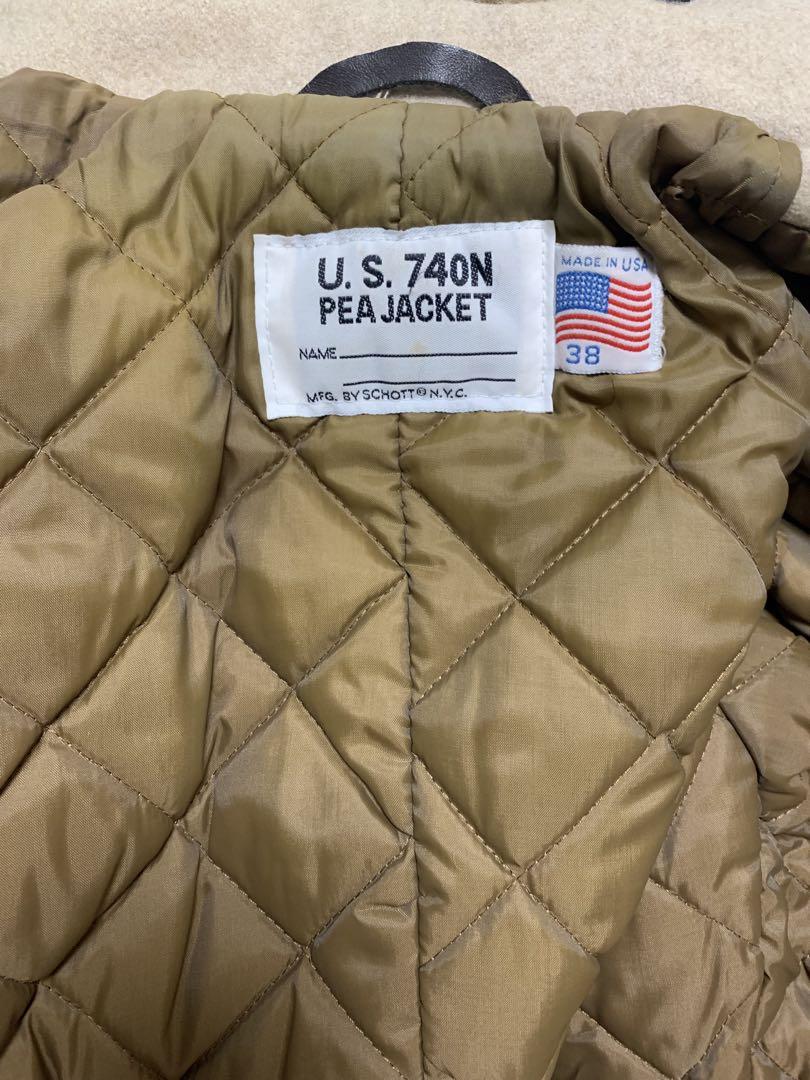 U. S. 740N
PEA JACKET
NAME
MFG. BY SCHOTT® N.Y.C.
MADE IN USA
38